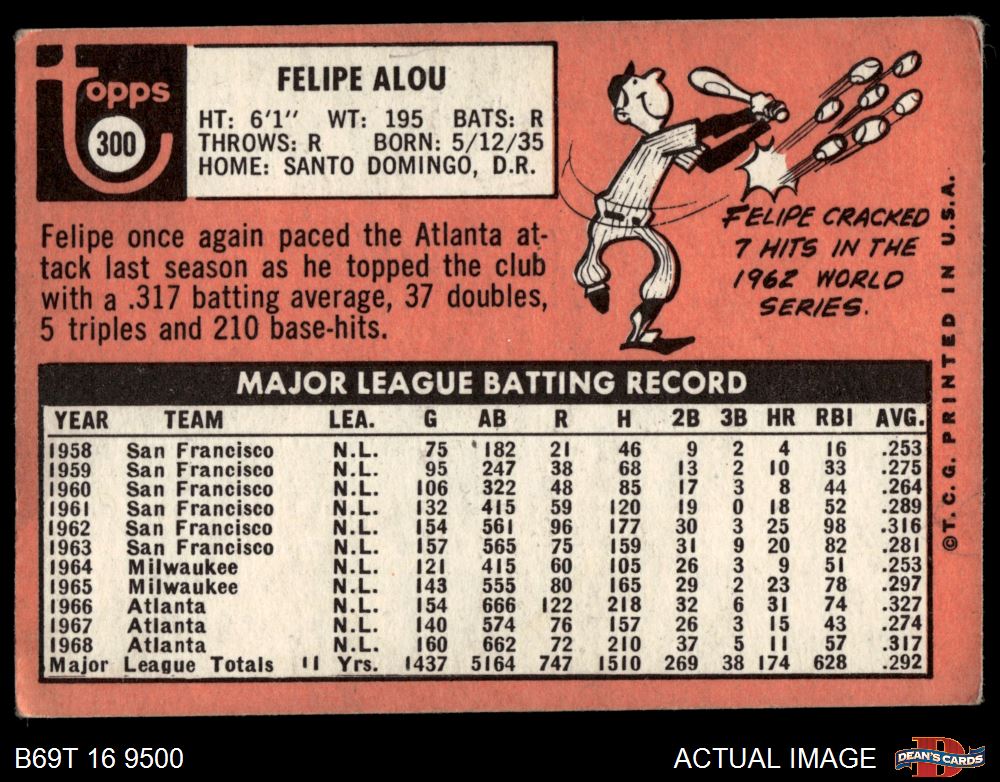 Topps
300
FELIPE ALOU
HT: 6'1" WT: 195 BATS: R
THROWS: R BORN: 5/12/35
HOME: SANTO DOMINGO, D.R.
Felipe once again paced the Atlanta at-
tack last season as he topped the club
with a .317 batting average, 37 doubles,
5 triples and 210 base-hits.
FELIPE CRACKED
7 HITS IN THE
1962 WORLD
SERIES.
©T.C.G. PRINTED IN U.S.A.
MAJOR LEAGUE BATTING RECORD
YEAR TEAM LEA. G AB R H 2B 3B HR RBI AVG.
1958 San Francisco N.L. 75 182 21 46 9 2 4 16 .253
1959 San Francisco N.L. 95 247 38 68 13 2 10 33 .275
1960 San Francisco N.L. 106 322 48 85 17 3 8 44 .264
1961 San Francisco N.L. 132 415 59 120 19 0 18 52 .289
1962 San Francisco N.L. 154 561 96 177 30 3 25 98 .316
1963 San Francisco N.L. 157 565 75 159 31 9 20 82 .281
1964 Milwaukee N.L. 121 415 60 105 26 3 9 51 .253
1965 Milwaukee N.L. 143 555 80 165 29 2 23 78 .297
1966 Atlanta N.L. 154 666 122 218 32 6 31 74 .327
1967 Atlanta N.L. 140 574 76 157 26 3 15 43 .274
1968 Atlanta N.L. 160 662 72 210 37 5 11 57 .317
Major League Totals 11 Yrs. 1437 5164 747 1510 269 38 174 628 .292
B69T 16 9500
ACTUAL IMAGE
D
DEAN'S CARDS